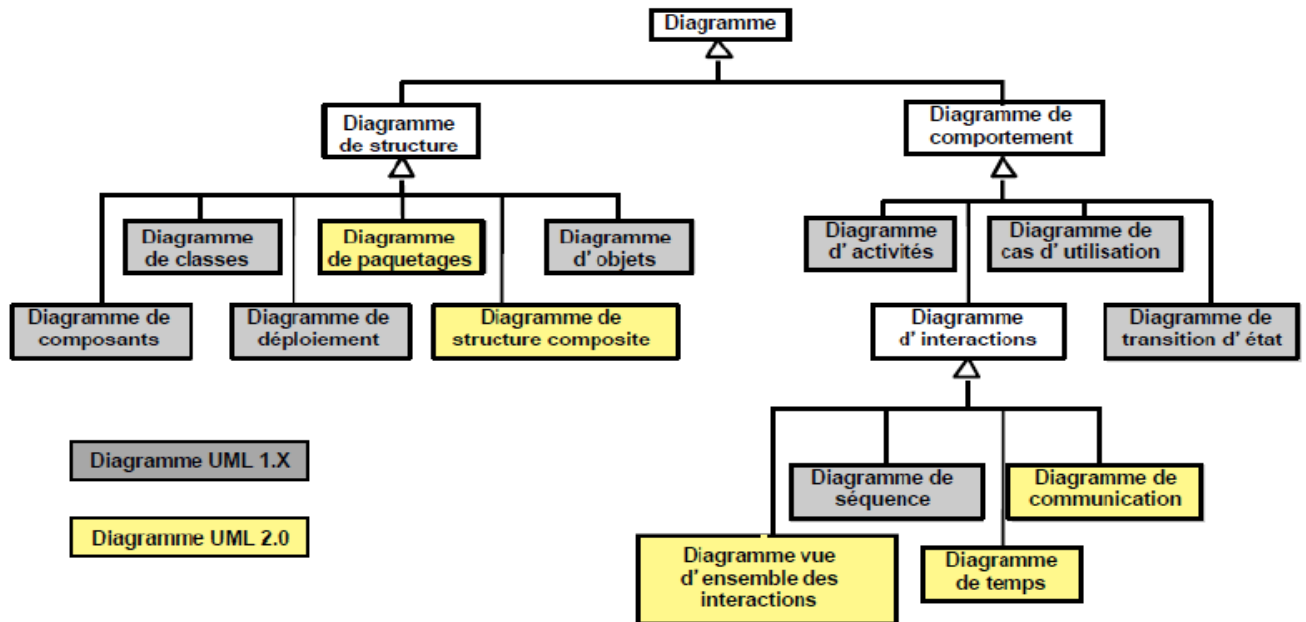 Diagramme
Diagramme
de structure
Diagramme de
comportement
Diagramme
de classes
Diagramme
de paquetages
Diagramme
d' objets
Diagramme
d' activités
Diagramme de
cas d' utilisation
Diagramme de
composants
Diagramme de
déploiement
Diagramme de
structure composite
Diagramme
d' interactions
Diagramme de
transition d' état
Diagramme UML 1.X
Diagramme de
séquence
Diagramme de
communication
Diagramme UML 2.0
Diagramme vue
d' ensemble des
interactions
Diagramme
de temps